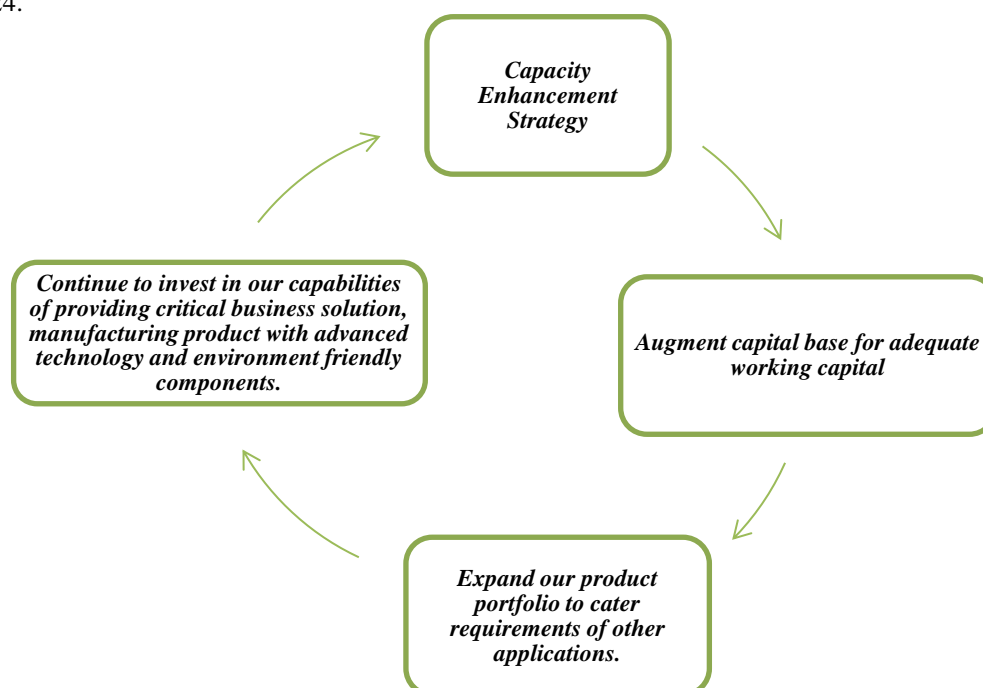 24.
Capacity
Enhancement
Strategy
Continue to invest in our capabilities
of providing critical business solution,
manufacturing product with advanced
technology and environment friendly
components.
Augment capital base for adequate
working capital
Expand our product
portfolio to cater
requirements of other
applications.